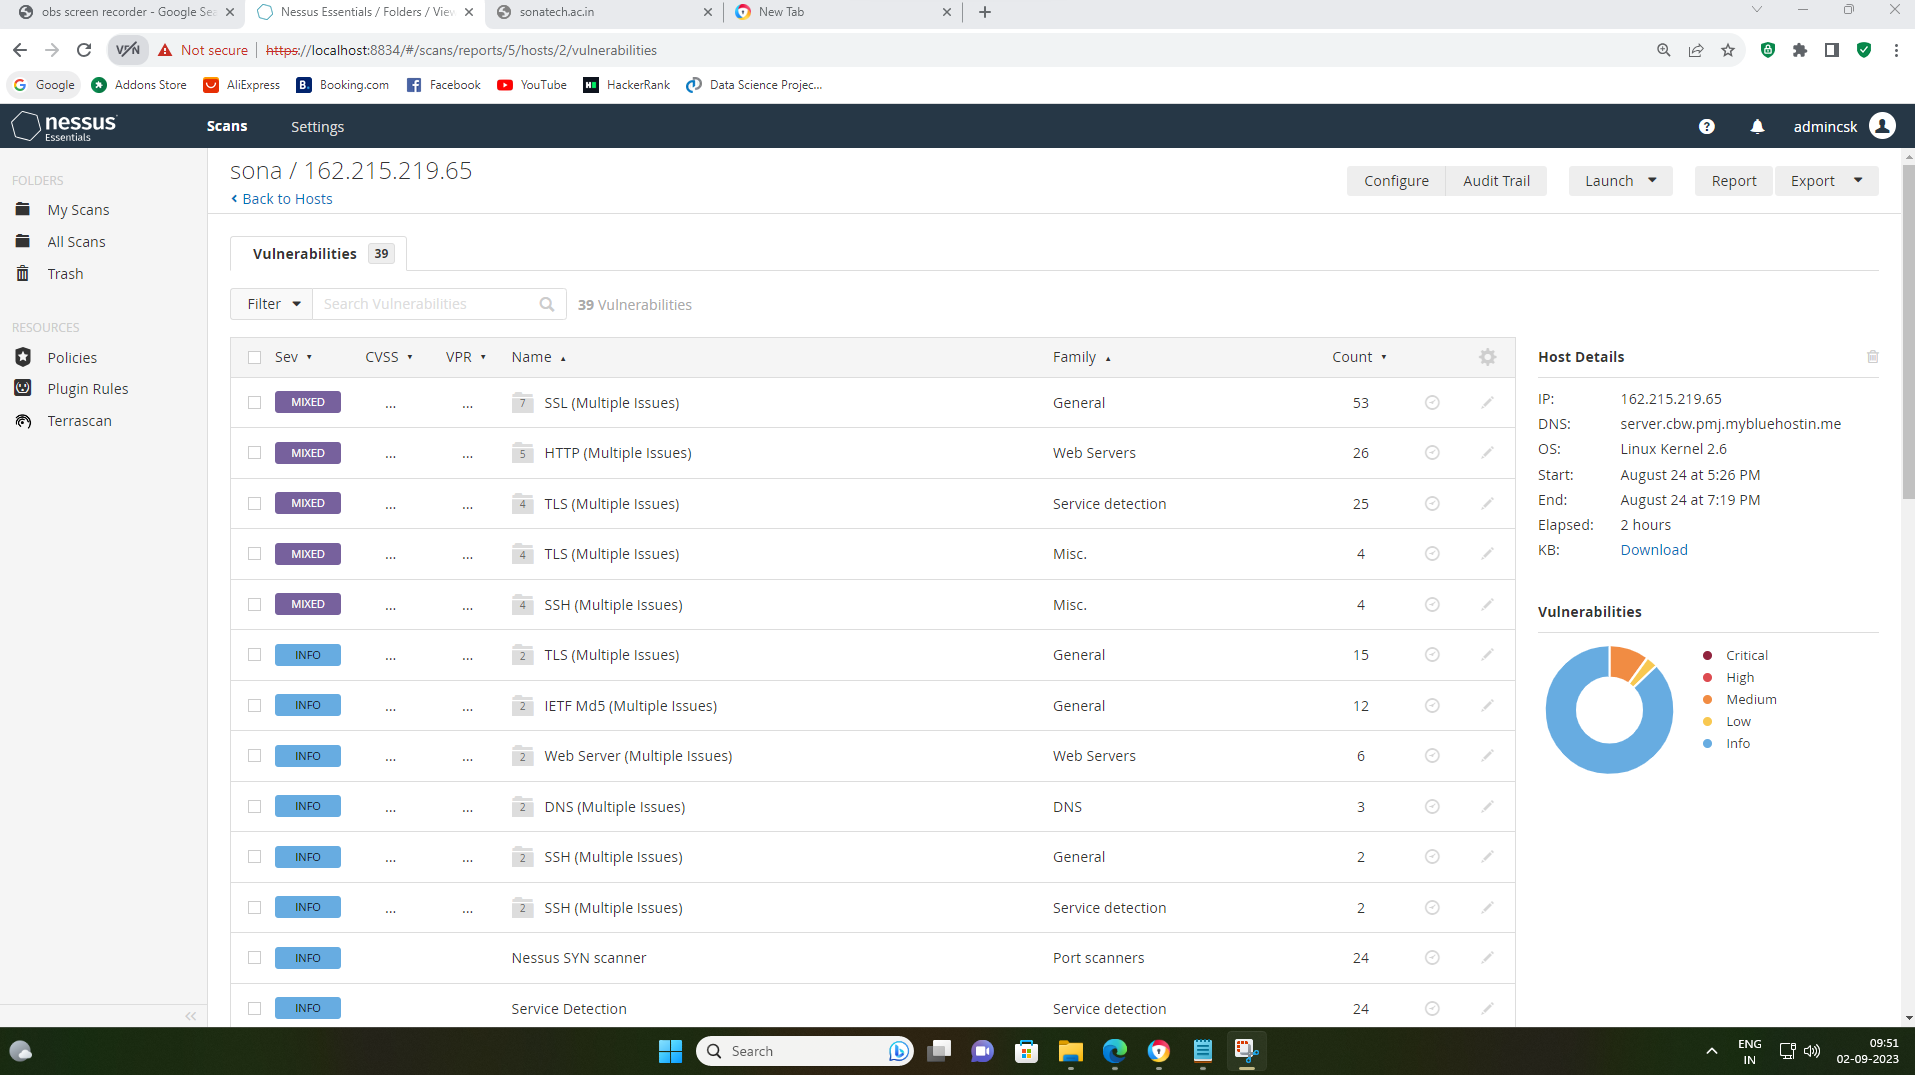 obs screen recorder - Google Sea
Nessus Essentials / Folders / View
sonatech.ac.in
New Tab
VPN
Not secure
https://localhost:8834/#/scans/reports/5/hosts/2/vulnerabilities
Google
Addons Store
AliExpress
B.
Booking.com
Facebook
YouTube
HackerRank
Data Science Projec...
nessus
Essentials
Scans
Settings
?
admincsk
FOLDERS
My Scans
All Scans
Trash
RESOURCES
Policies
Plugin Rules
Terrascan
sona / 162.215.219.65
Back to Hosts
Configure
Audit Trail
Launch
Report
Export
Vulnerabilities 39
Filter
Search Vulnerabilities
39 Vulnerabilities
Sev CVSS VPR Name Family Count
MIXED ... ... 7 SSL (Multiple Issues) General 53
MIXED ... ... 5 HTTP (Multiple Issues) Web Servers 26
MIXED ... ... 4 TLS (Multiple Issues) Service detection 25
MIXED ... ... 4 TLS (Multiple Issues) Misc. 4
MIXED ... ... 4 SSH (Multiple Issues) Misc. 4
INFO ... ... 2 TLS (Multiple Issues) General 15
INFO ... ... 2 IETF Md5 (Multiple Issues) General 12
INFO ... ... 2 Web Server (Multiple Issues) Web Servers 6
INFO ... ... 2 DNS (Multiple Issues) DNS 3
INFO ... ... 2 SSH (Multiple Issues) General 2
INFO ... ... 2 SSH (Multiple Issues) Service detection 2
INFO Nessus SYN scanner Port scanners 24
INFO Service Detection Service detection 24
Host Details
IP: 162.215.219.65
DNS: server.cbw.pmj.mybluehostin.me
OS: Linux Kernel 2.6
Start: August 24 at 5:26 PM
End: August 24 at 7:19 PM
Elapsed: 2 hours
KB: Download
Vulnerabilities
Critical
High
Medium
Low
Info
Search
ENG
IN
09:51
02-09-2023